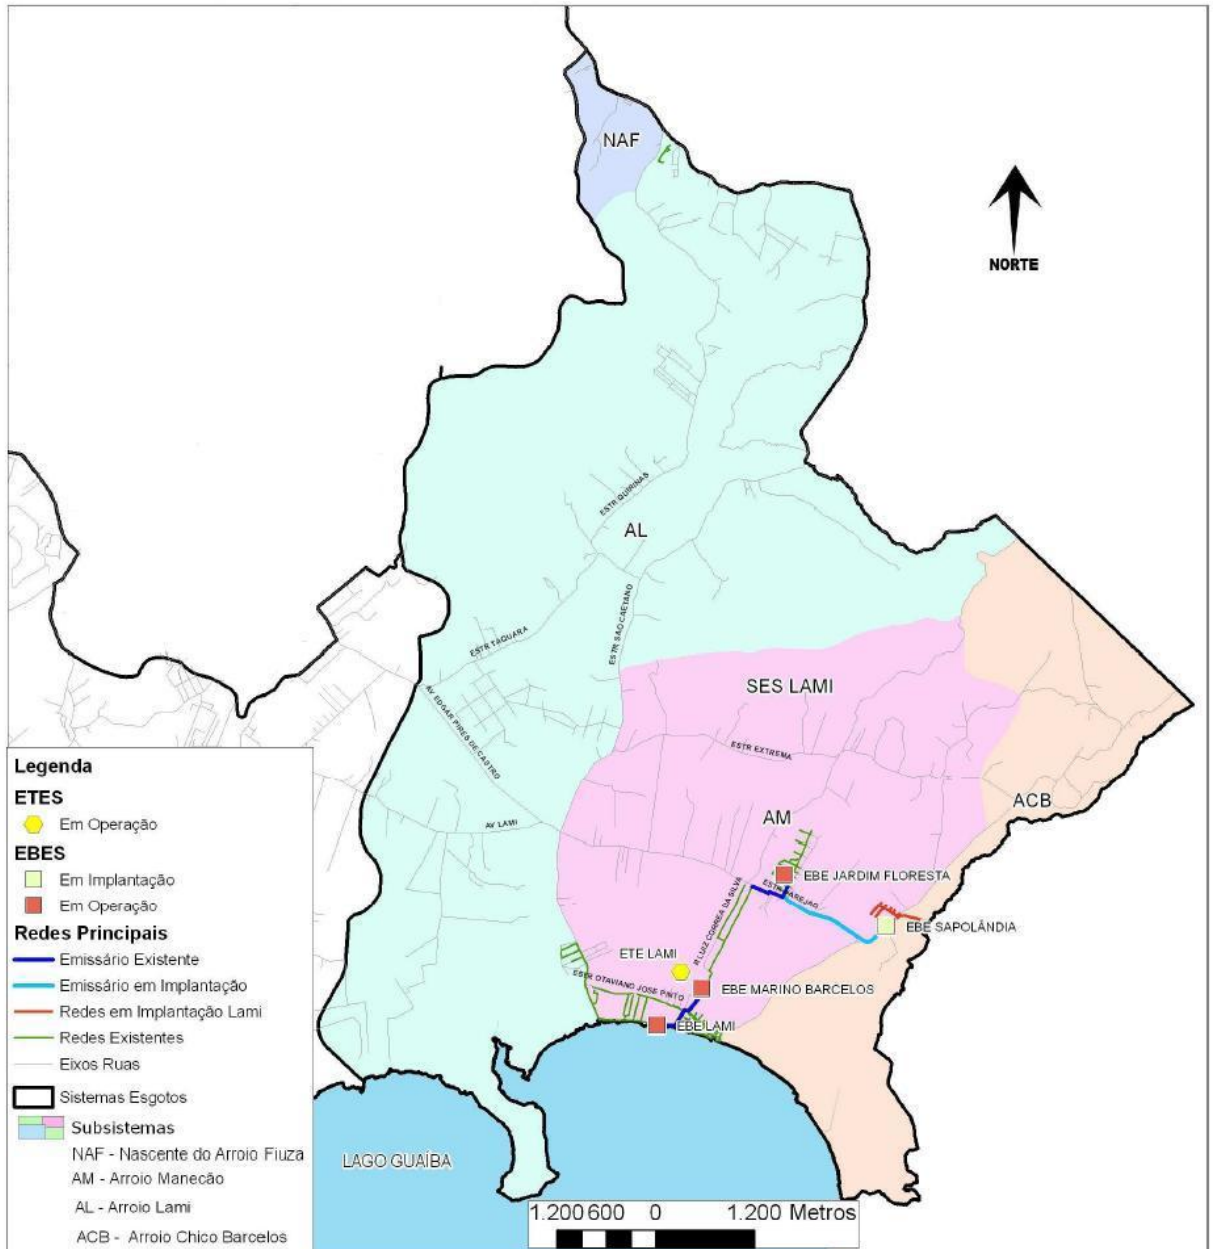 NAF
NORTE
ESTR QUIRINAS
AL
ESTR SAO CAETANO
ESTR TAQUARA
SES LAMI
AV EDGAR PIRES DE CASTRO
ESTR EXTREMA
ACB
AM
AV LAMI
EBE JARDIM FLORESTA
R LUIZ CORREA DA SILVA
EBE SAPOLÂNDIA
ETE LAMI
ESTR OTAVIANO JOSE PINTO
EBE MARINO BARCELOS
EBE LAMI
LAGO GUAÍBA
Legenda
ETES
Em Operação
EBES
Em Implantação
Em Operação
Redes Principais
Emissário Existente
Emissário em Implantação
Redes em Implantação Lami
Redes Existentes
Eixos Ruas
Sistemas Esgotos
Subsistemas
NAF - Nascente do Arroio Fiuza
AM - Arroio Manecão
AL - Arroio Lami
ACB - Arroio Chico Barcelos
1.200 600 0 1.200 Metros